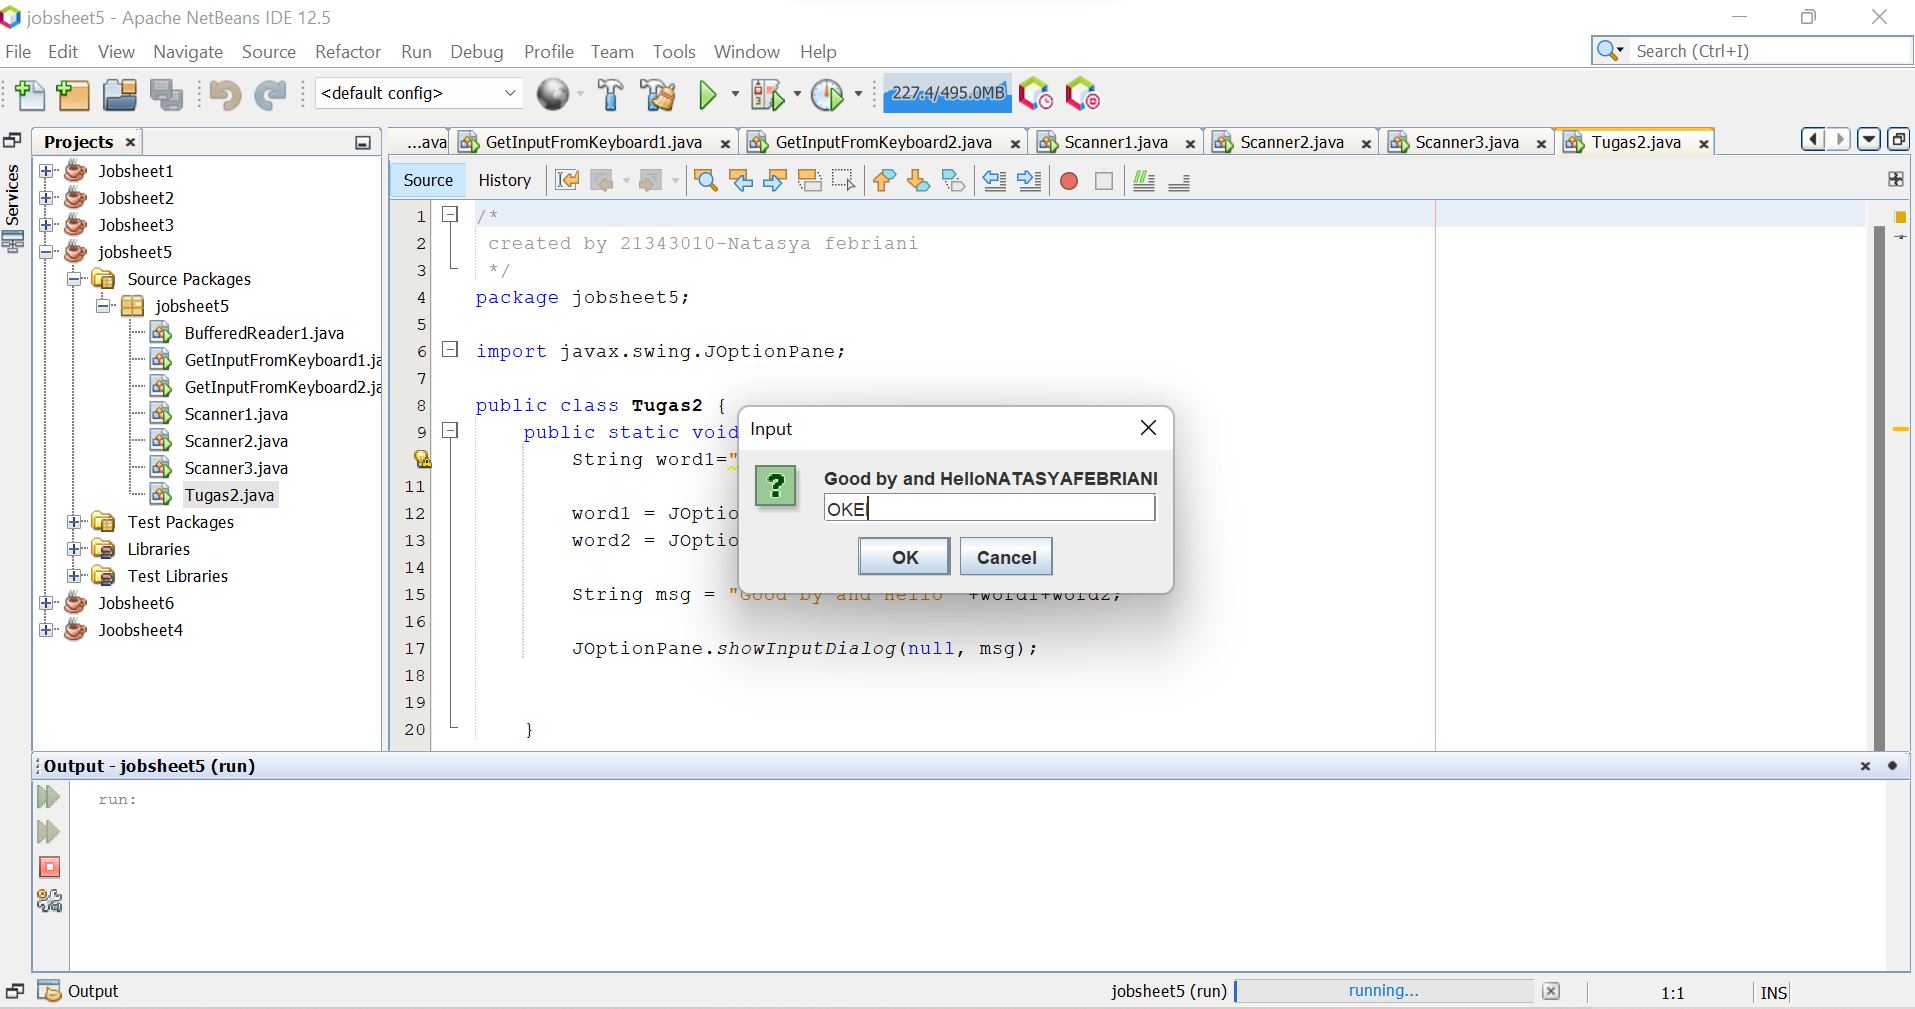 jobsheet5 - Apache NetBeans IDE 12.5
File Edit View Navigate Source Refactor Run Debug Profile Team Tools Window Help
Search (Ctrl+I)
<default config>
227.4/495.0MB
Services
Projects
Jobsheet1
Jobsheet2
Jobsheet3
jobsheet5
Source Packages
jobsheet5
BufferedReader1.java
GetInputFromKeyboard1.ja
GetInputFromKeyboard2.ja
Scanner1.java
Scanner2.java
Scanner3.java
Tugas2.java
Test Packages
Libraries
Test Libraries
Jobsheet6
Joobsheet4
...ava GetInputFromKeyboard1.java GetInputFromKeyboard2.java Scanner1.java Scanner2.java Scanner3.java Tugas2.java
Source History
1 /*
2 created by 21343010-Natasya febriani
3 */
4 package jobsheet5;
5
6 import javax.swing.JOptionPane;
7
8 public class Tugas2 {
9 public static void
String word1="
11
12 word1 = JOptio
13 word2 = JOptio
14
15 String msg = "Good by and Hello" +word1+word2;
16
17 JOptionPane.showInputDialog(null, msg);
18
19
20 }
Input
Good by and HelloNATASYAFEBRIANI
OKE
OK Cancel
Output - jobsheet5 (run)
run:
Output
jobsheet5 (run) running... 1:1 INS